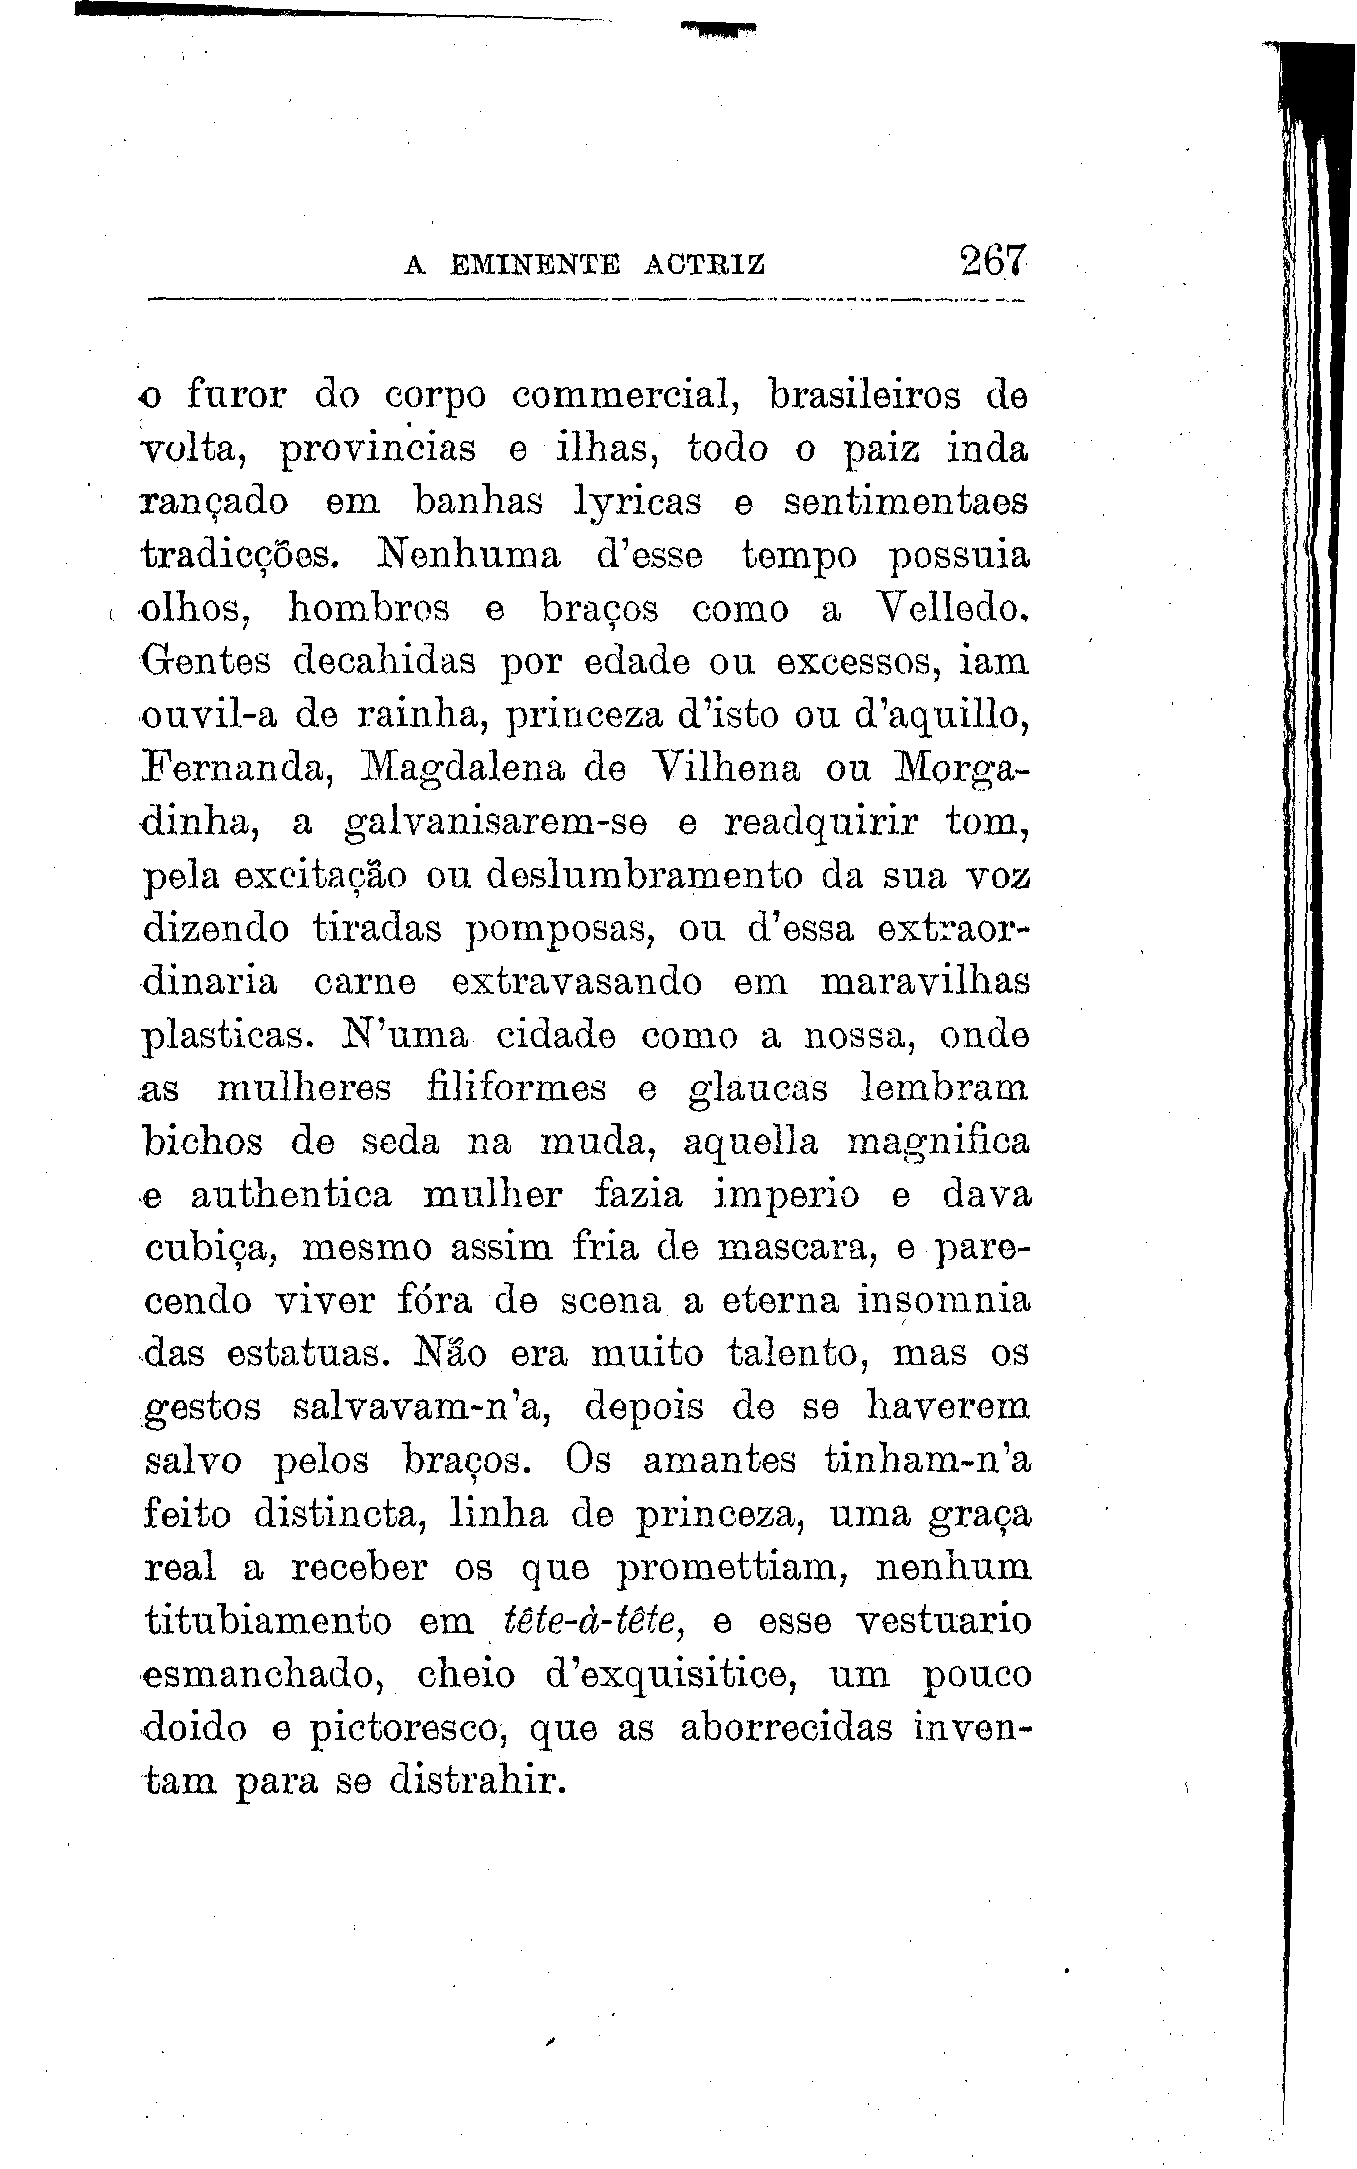 A EMINENTE ACTRIZ 267
o furor do corpo commercial, brasileiros de
volta, provincias e ilhas, todo o paiz inda
rançado em banhas lyricas e sentimentaes
tradicções. Nenhuma d'esse tempo possuia
olhos, hombros e braços como a Velledo.
Gentes decahidas por edade ou excessos, iam
ouvil-a de rainha, princeza d'isto ou d'aquillo,
Fernanda, Magdalena de Vilhena ou Morga-
dinha, a galvanisarem-se e readquirir tom,
pela excitação ou deslumbramento da sua voz
dizendo tiradas pomposas, ou d'essa extraor-
dinaria carne extravasando em maravilhas
plasticas. N'uma cidade como a nossa, onde
as mulheres filiformes e glaucas lembram
bichos de seda na muda, aquella magnifica
e authentica mulher fazia imperio e dava
cubiça, mesmo assim fria de mascara, e pare-
cendo viver fóra de scena a eterna insomnia
das estatuas. Não era muito talento, mas os
gestos salvavam-n'a, depois de se haverem
salvo pelos braços. Os amantes tinham-n'a
feito distincta, linha de princeza, uma graça
real a receber os que promettiam, nenhum
titubiamento em tête-à-tête, e esse vestuario
esmanchado, cheio d'exquisitice, um pouco
doido e pictoresco, que as aborrecidas inven-
tam para se distrahir.